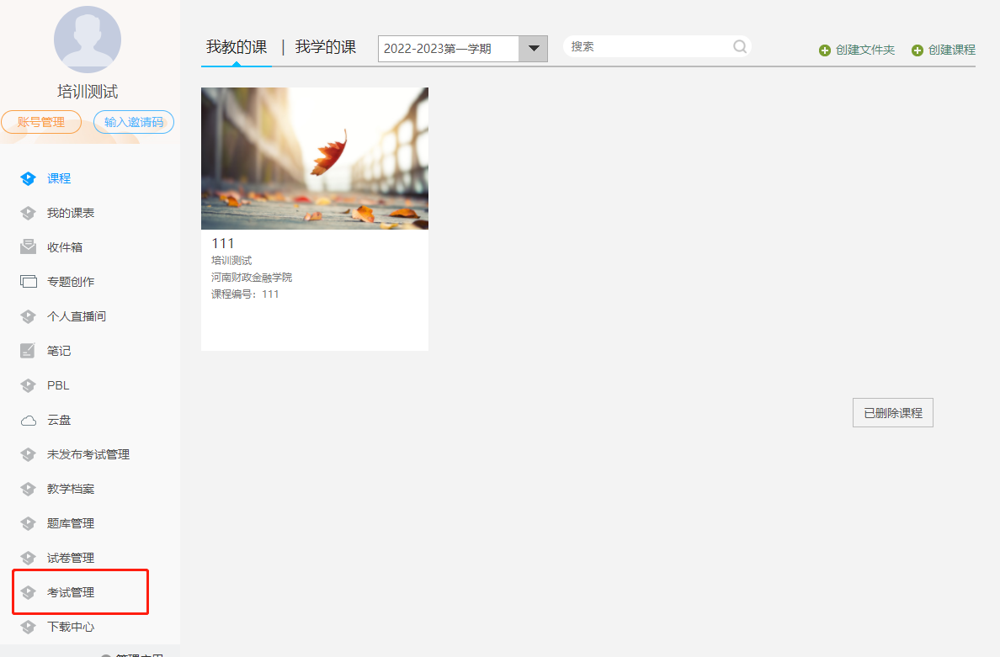 培训测试
账号管理
输入邀请码
课程
我的课表
收件箱
专题创作
个人直播间
笔记
PBL
云盘
未发布考试管理
教学档案
题库管理
试卷管理
考试管理
下载中心
管理应用
我教的课 | 我学的课
2022-2023第一学期
搜索
创建文件夹
创建课程
111
培训测试
河南财政金融学院
课程编号：111
已删除课程